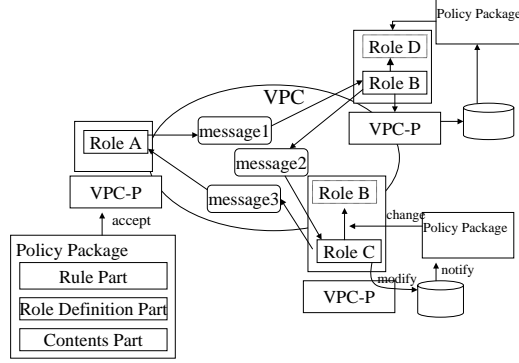 Policy Package
Role D
Role B
VPC
message1
VPC-P
Role A
message2
VPC-P
message3
Role B
accept
change
Policy Package
Policy Package
Role C
Rule Part
modify
notify
Role Definition Part
VPC-P
Contents Part